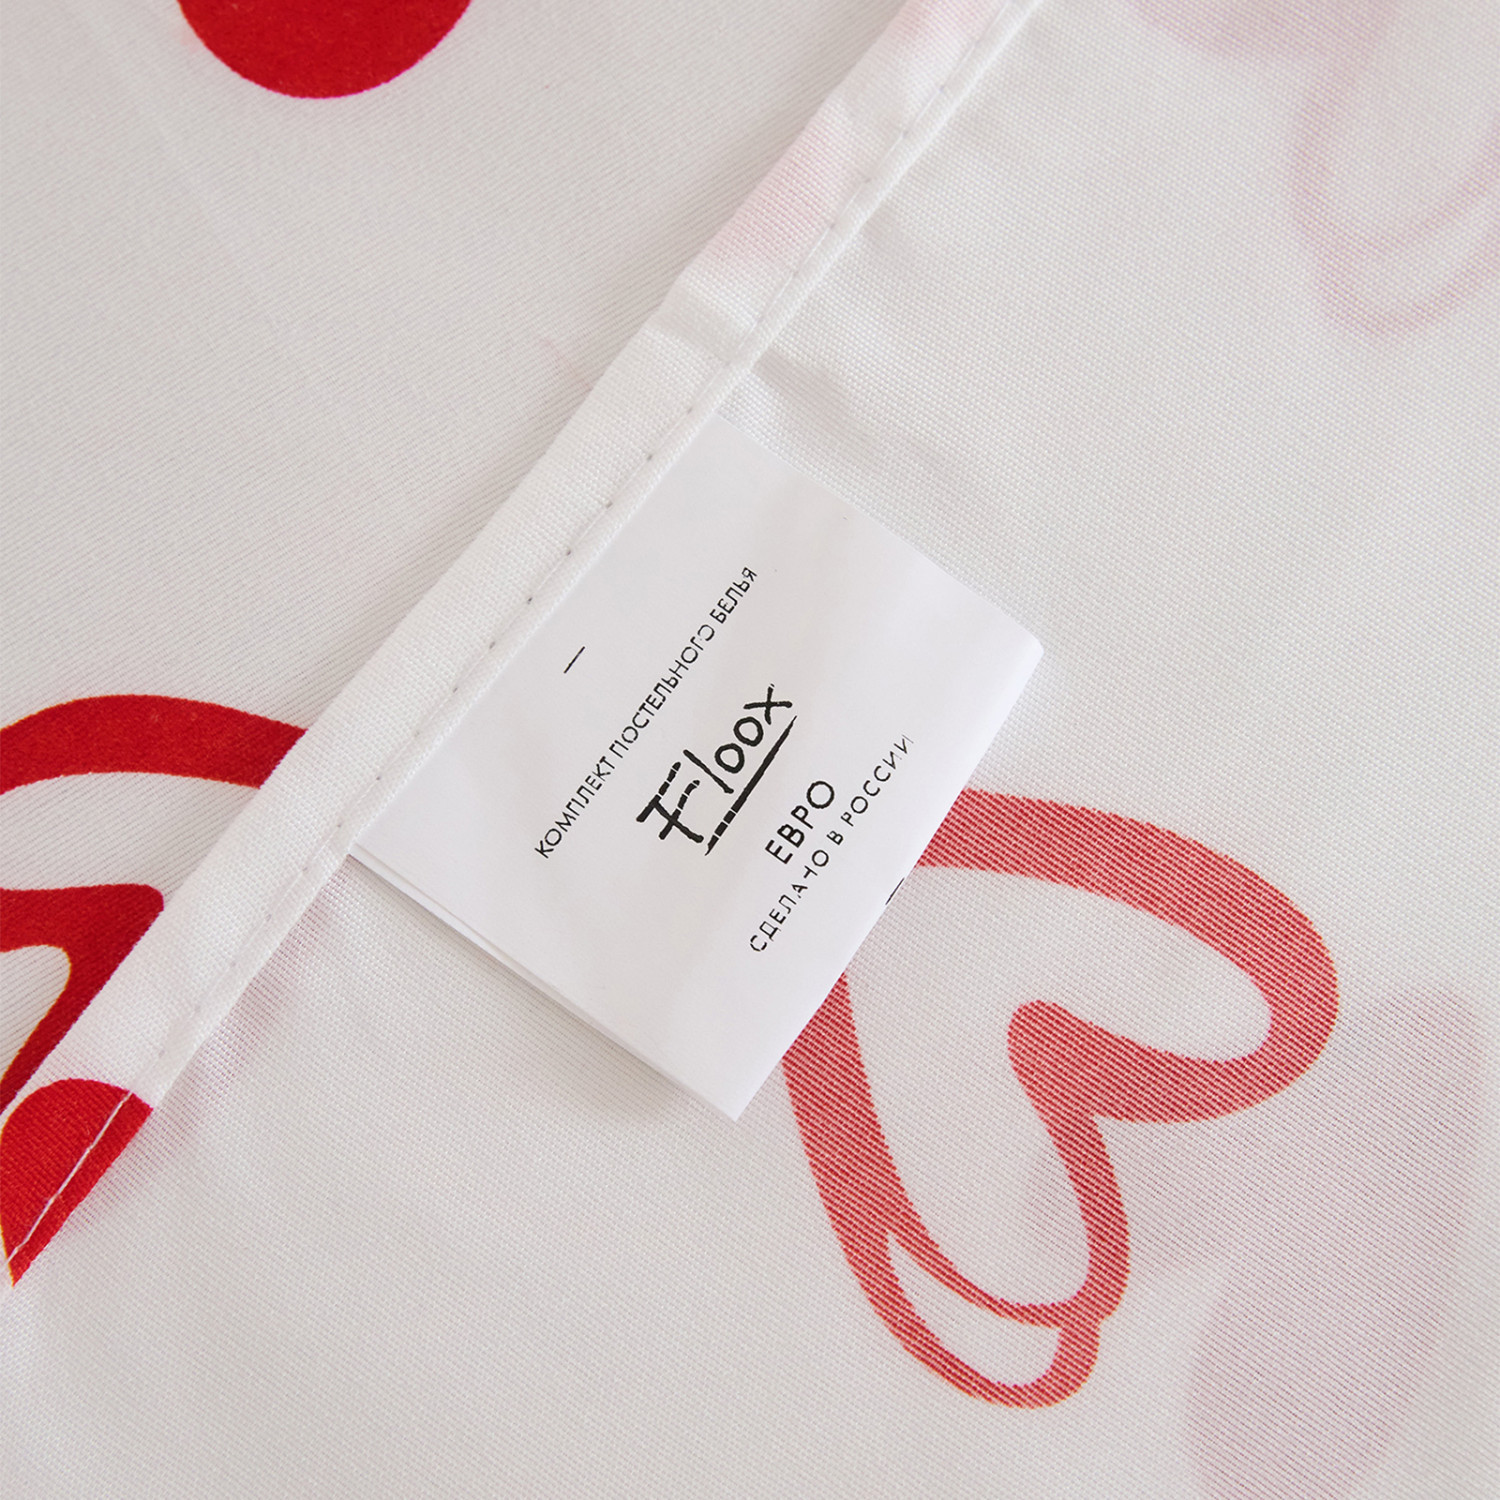 КОМПЛЕКТ ПОСТЕЛЬНОГО БЕЛЬЯ
Floox
ЕВРО
СДЕЛАНО В РОССИИ